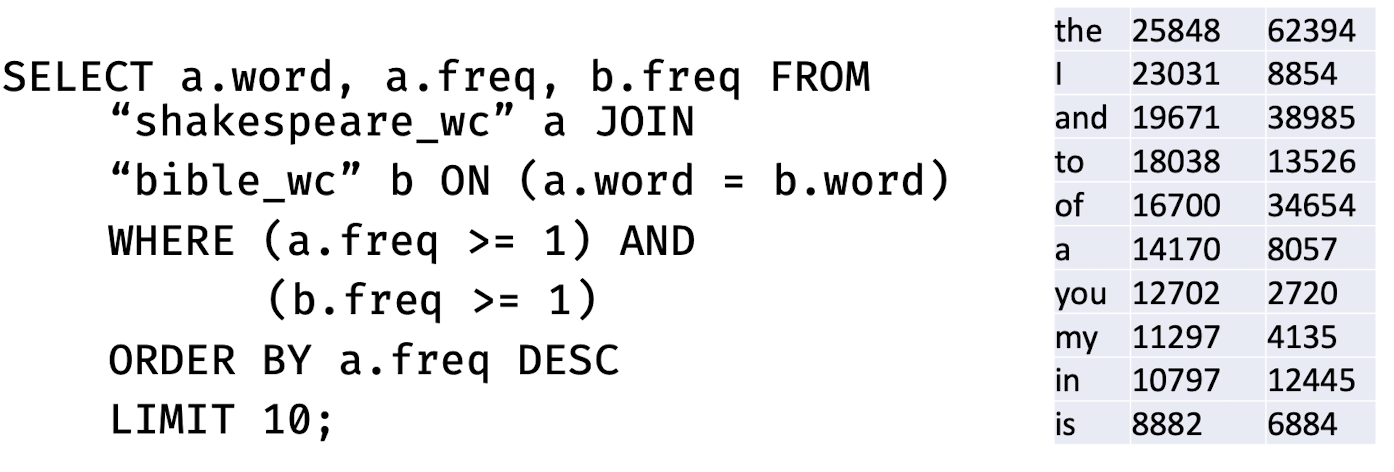 SELECT a.word, a.freq, b.freq FROM
“shakespeare_wc” a JOIN
“bible_wc” b ON (a.word = b.word)
WHERE (a.freq >= 1) AND
(b.freq >= 1)
ORDER BY a.freq DESC
LIMIT 10;
the 25848 62394
I 23031 8854
and 19671 38985
to 18038 13526
of 16700 34654
a 14170 8057
you 12702 2720
my 11297 4135
in 10797 12445
is 8882 6884